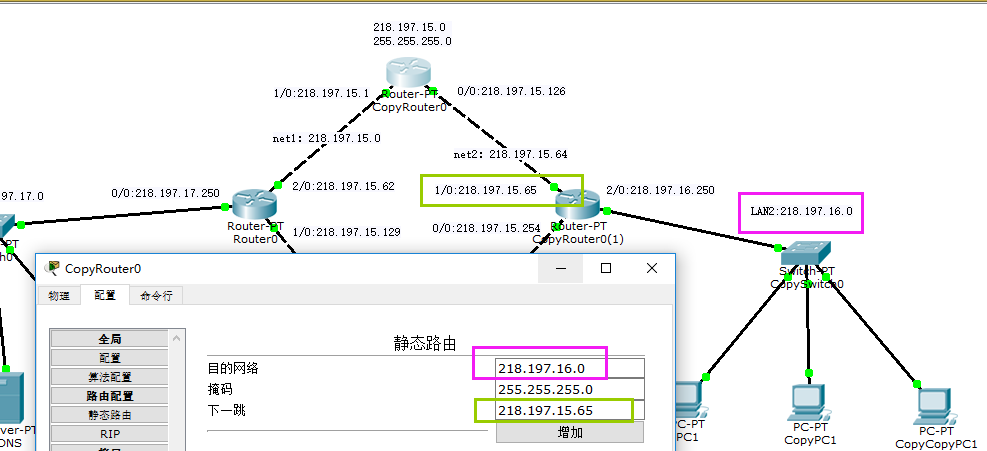 218.197.15.0
255.255.255.0
Router-PT
CopyRouter0
1/0:218.197.15.1
0/0:218.197.15.126
net1: 218.197.15.0
net2: 218.197.15.64
97.17.0
0/0:218.197.17.250
2/0:218.197.15.62
1/0:218.197.15.65
2/0:218.197.16.250
LAN2:218.197.16.0
-PT
h0
Router-PT
Router0
1/0:218.197.15.129
0/0:218.197.15.254
Router-PT
CopyRouter0(1)
Switch-PT
CopySwitch0
CopyRouter0
物理
配置
命令行
全局
配置
算法配置
路由配置
静态路由
RIP
静态路由
目的网络
218.197.16.0
掩码
255.255.255.0
下一跳
218.197.15.65
增加
ver-PT
DNS
PC-PT
PC1
PC-PT
CopyPC1
PC-PT
CopyCopyPC1